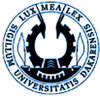 LUX MEA LEX
SIGILLUM UNIVERSITATIS DAKARENSIS